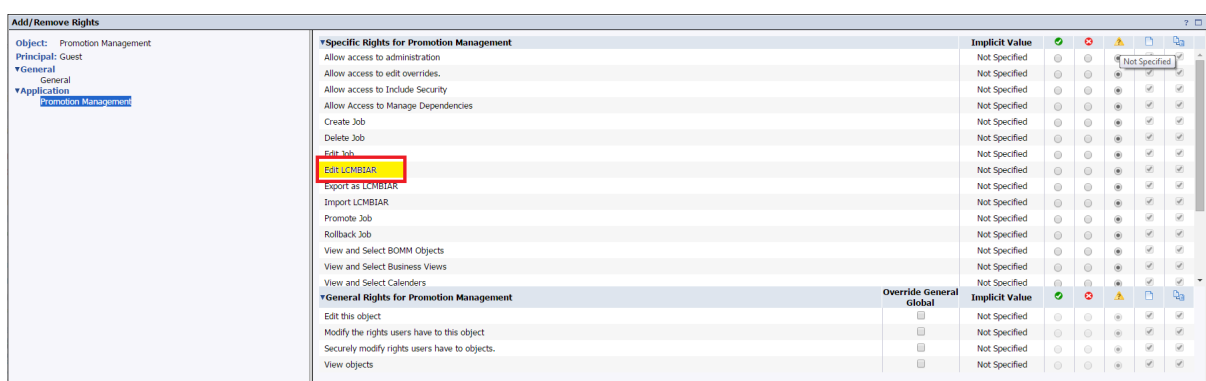 Add/Remove Rights ?
Object: Promotion Management
Principal: Guest
General
General
Application
Promotion Management
Specific Rights for Promotion Management Implicit Value
Allow access to administration Not Specified
Not Specified
Allow access to edit overrides. Not Specified
Allow access to Include Security Not Specified
Allow Access to Manage Dependencies Not Specified
Create Job Not Specified
Delete Job Not Specified
Edit Job Not Specified
Edit LCMBIAR Not Specified
Export as LCMBIAR Not Specified
Import LCMBIAR Not Specified
Promote Job Not Specified
Rollback Job Not Specified
View and Select BOMM Objects Not Specified
View and Select Business Views Not Specified
View and Select Calenders Not Specified
General Rights for Promotion Management Override General Global Implicit Value
Edit this object Not Specified
Modify the rights users have to this object Not Specified
Securely modify rights users have to objects. Not Specified
View objects Not Specified